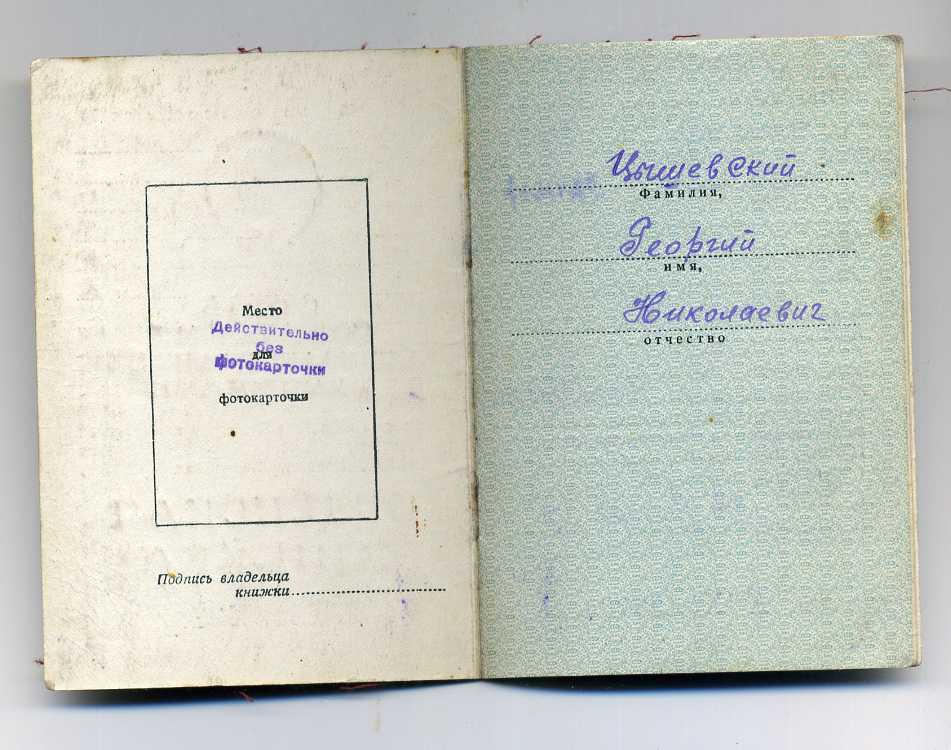 Место
Действительно
без
для
фотокарточки
фотокарточки
Подпись владельца
книжки
Цышевский
Фамилия,
Георгий
имя,
Николаевич
отчество